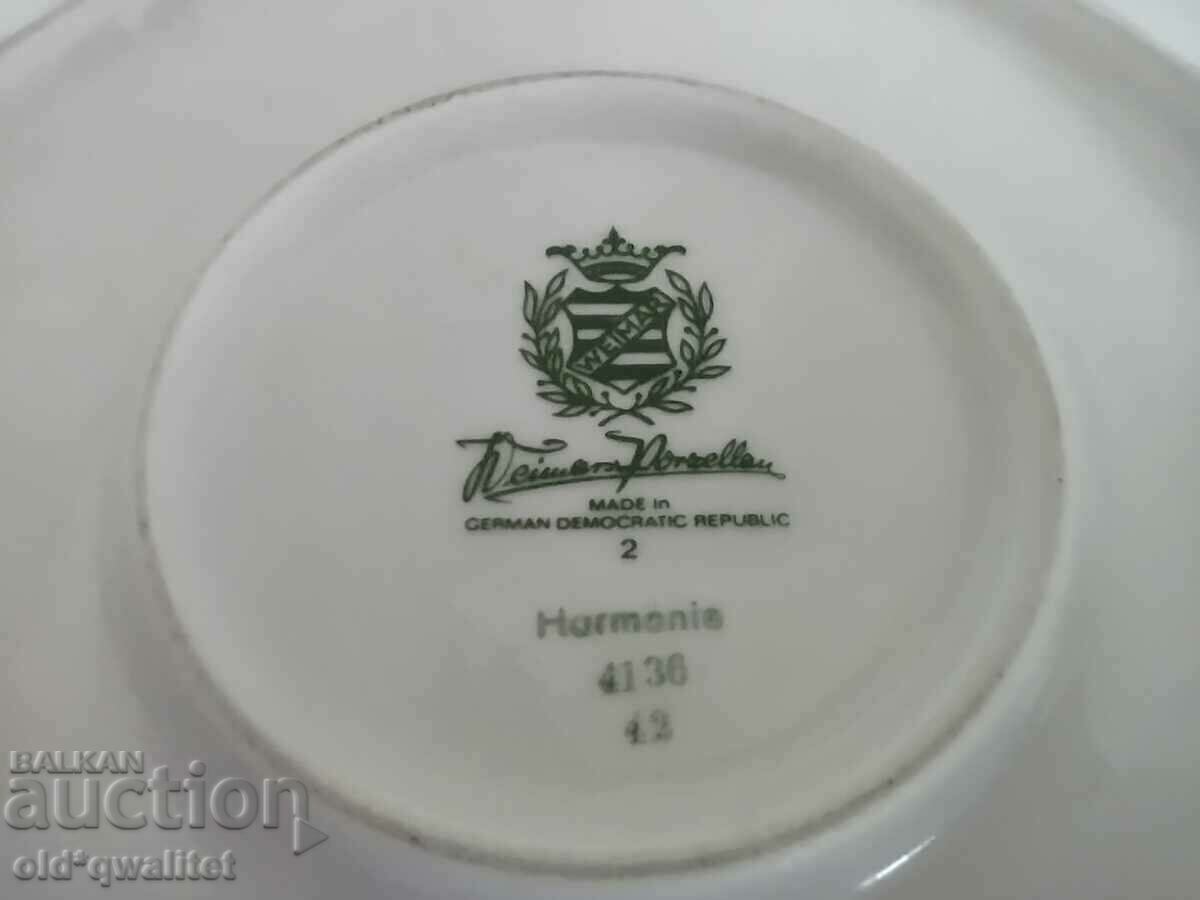 WEIMAR
Weimar Porzellan
MADE in
GERMAN DEMOCRATIC REPUBLIC
2
Harmonie
4136
42
BALKAN
auction
old*qwalitet